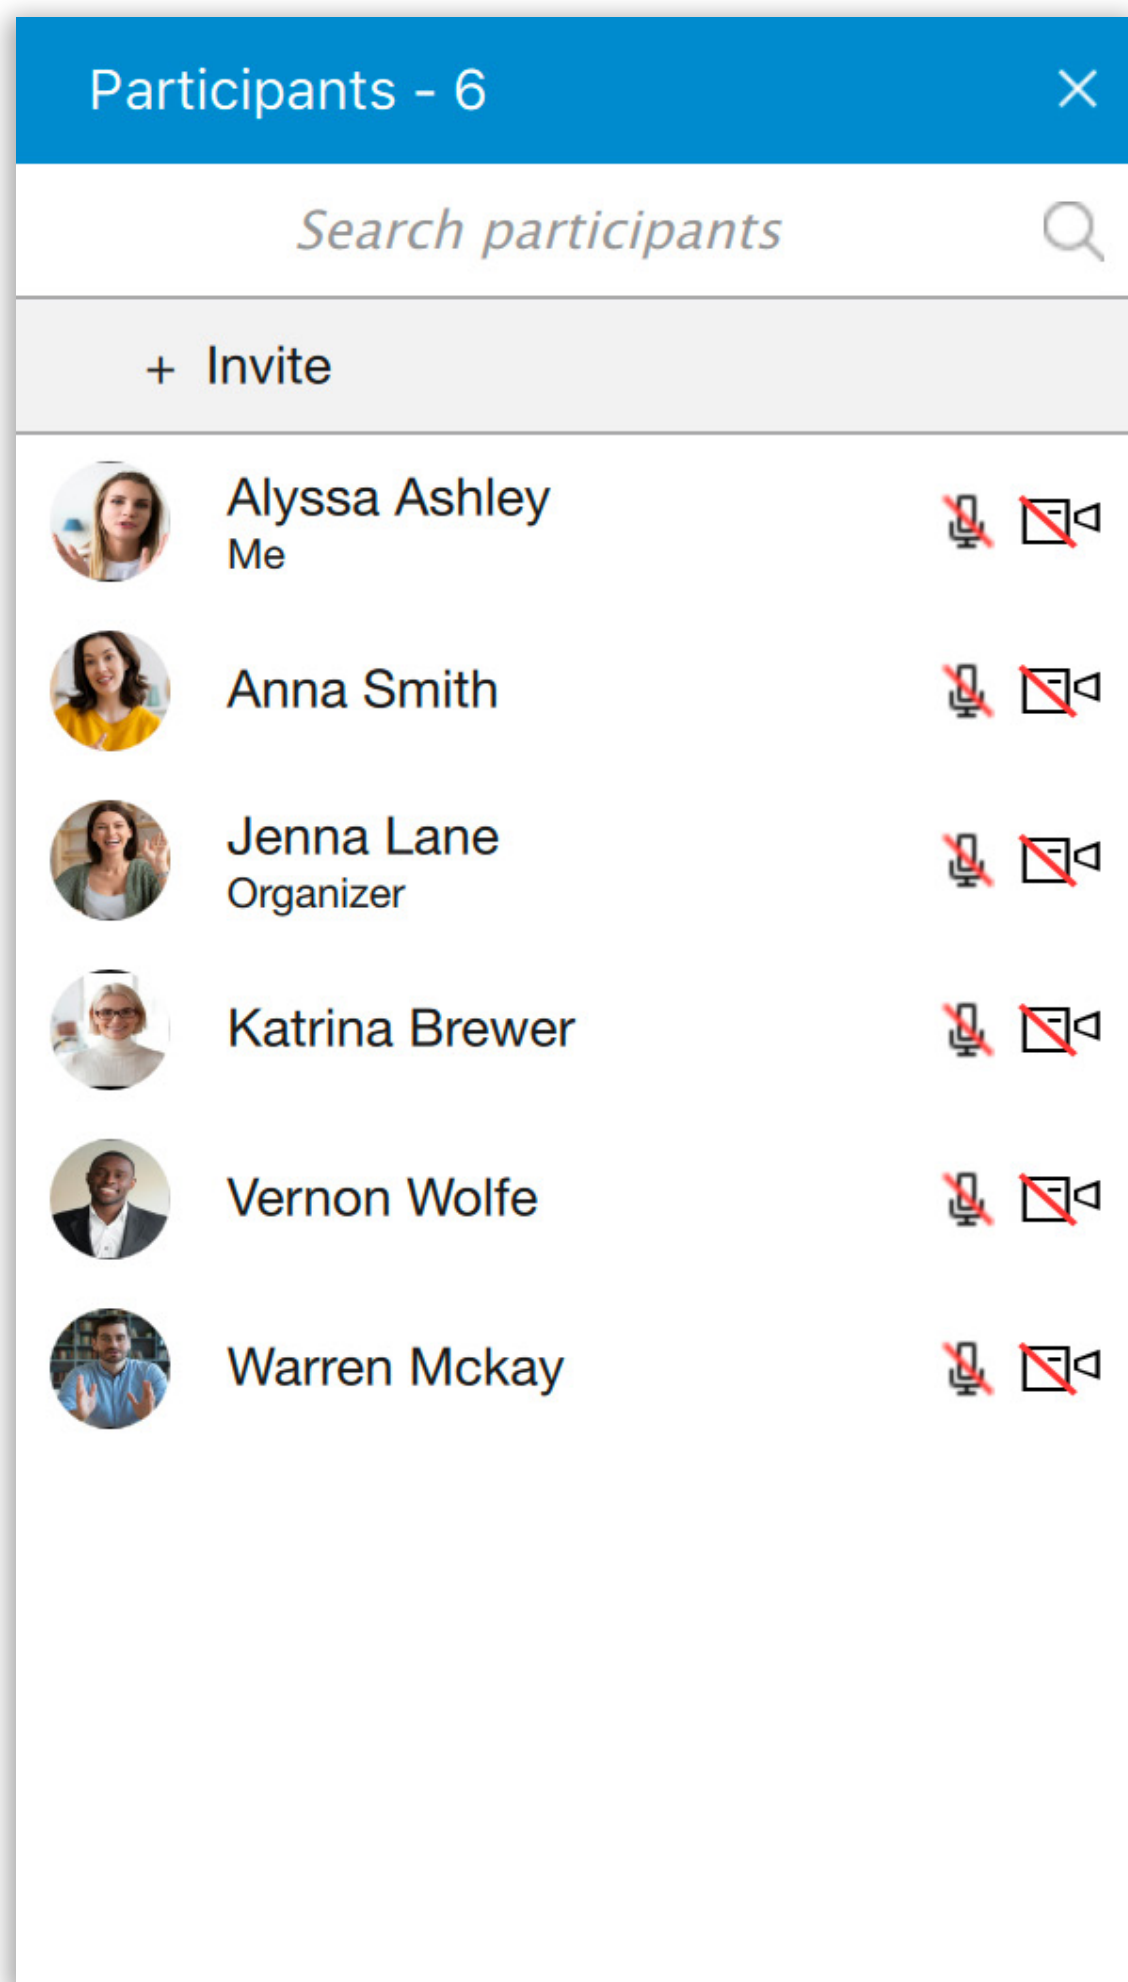 Participants - 6
Search participants
+ Invite
Alyssa Ashley
Me
Anna Smith
Jenna Lane
Organizer
Katrina Brewer
Vernon Wolfe
Warren Mckay